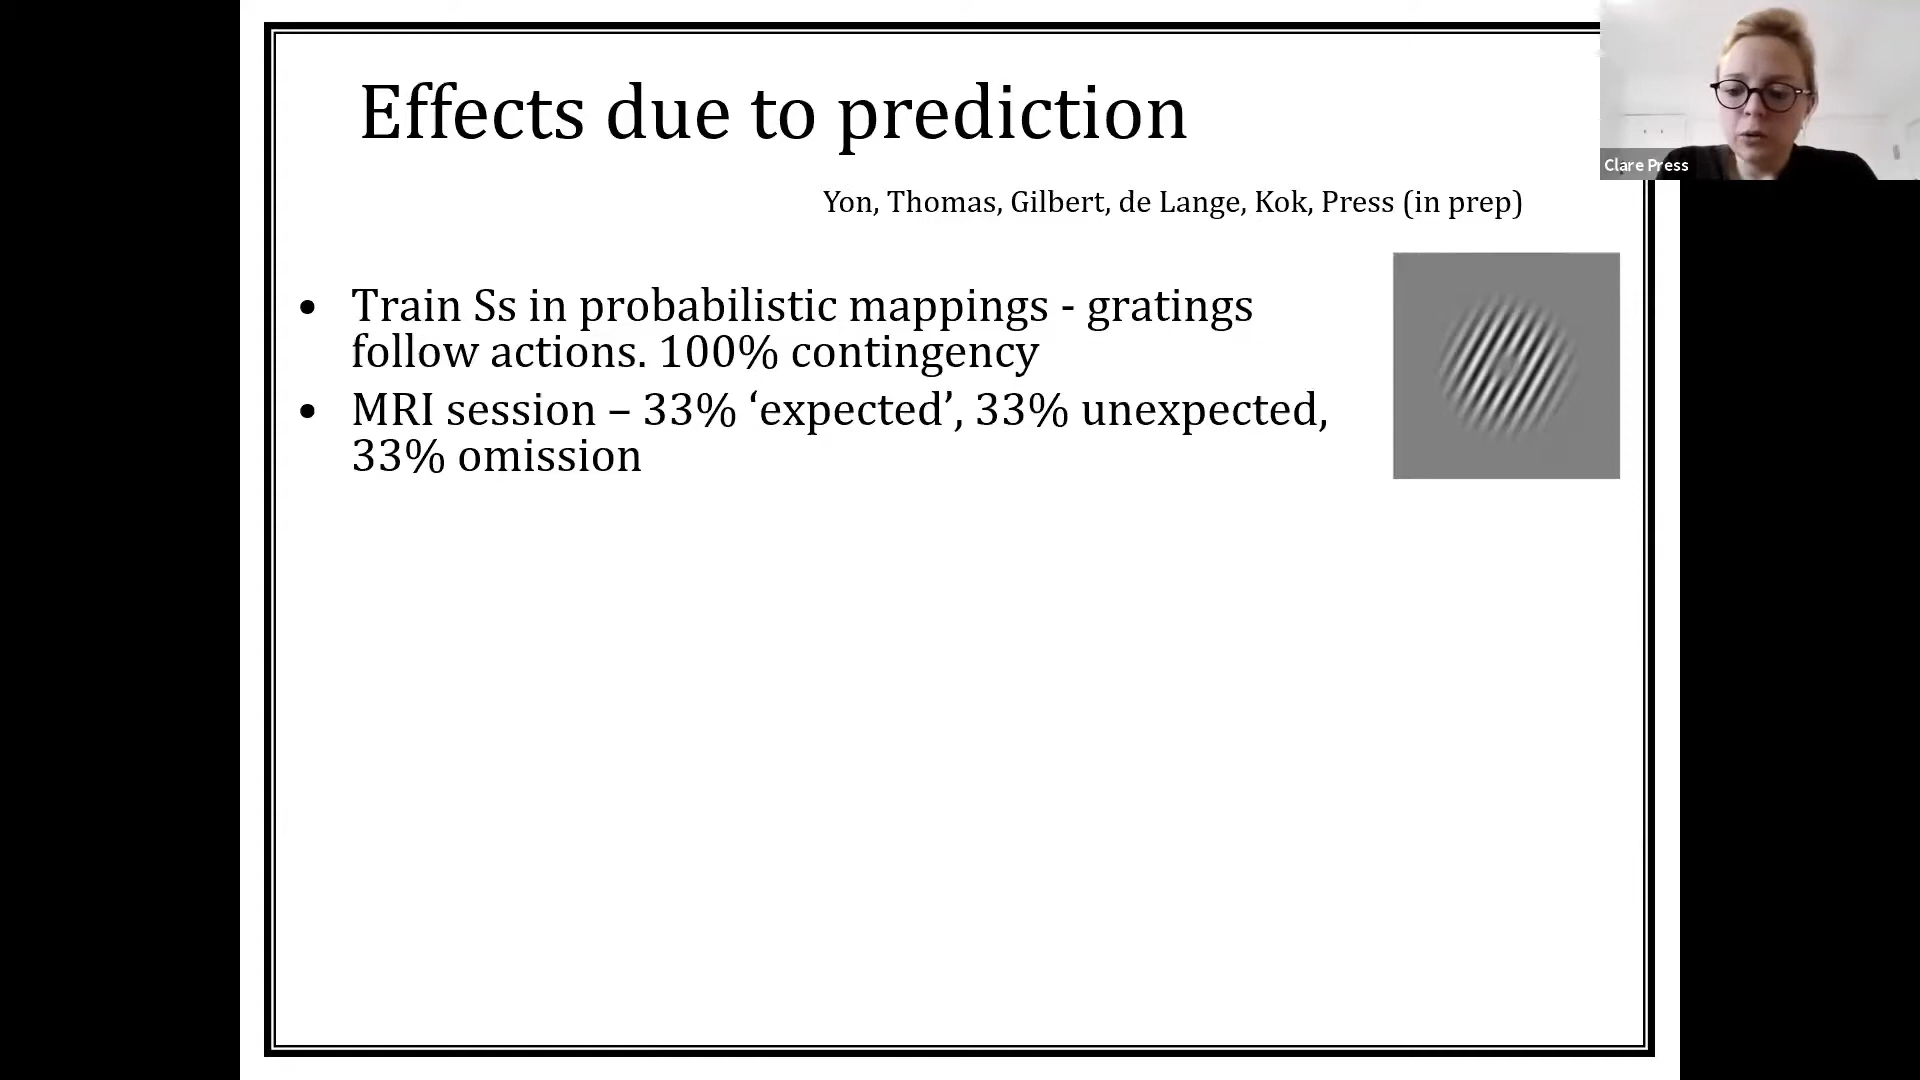 Effects due to prediction
Clare Press
Yon, Thomas, Gilbert, de Lange, Kok, Press (in prep)
• Train Ss in probabilistic mappings - gratings
follow actions. 100% contingency
• MRI session – 33% ‘expected’, 33% unexpected,
33% omission